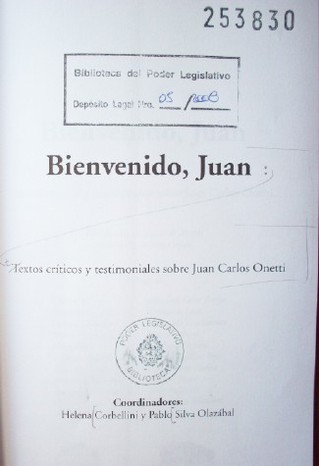 253830
Biblioteca del Poder Legislativo
Depósito Legal Nro. 05 / 2008
Bienvenido, Juan :
Textos críticos y testimoniales sobre Juan Carlos Onetti
PODER LEGISLATIVO
BIBLIOTECA
Coordinadores:
Helena Corbellini y Pablo Silva Olazábal